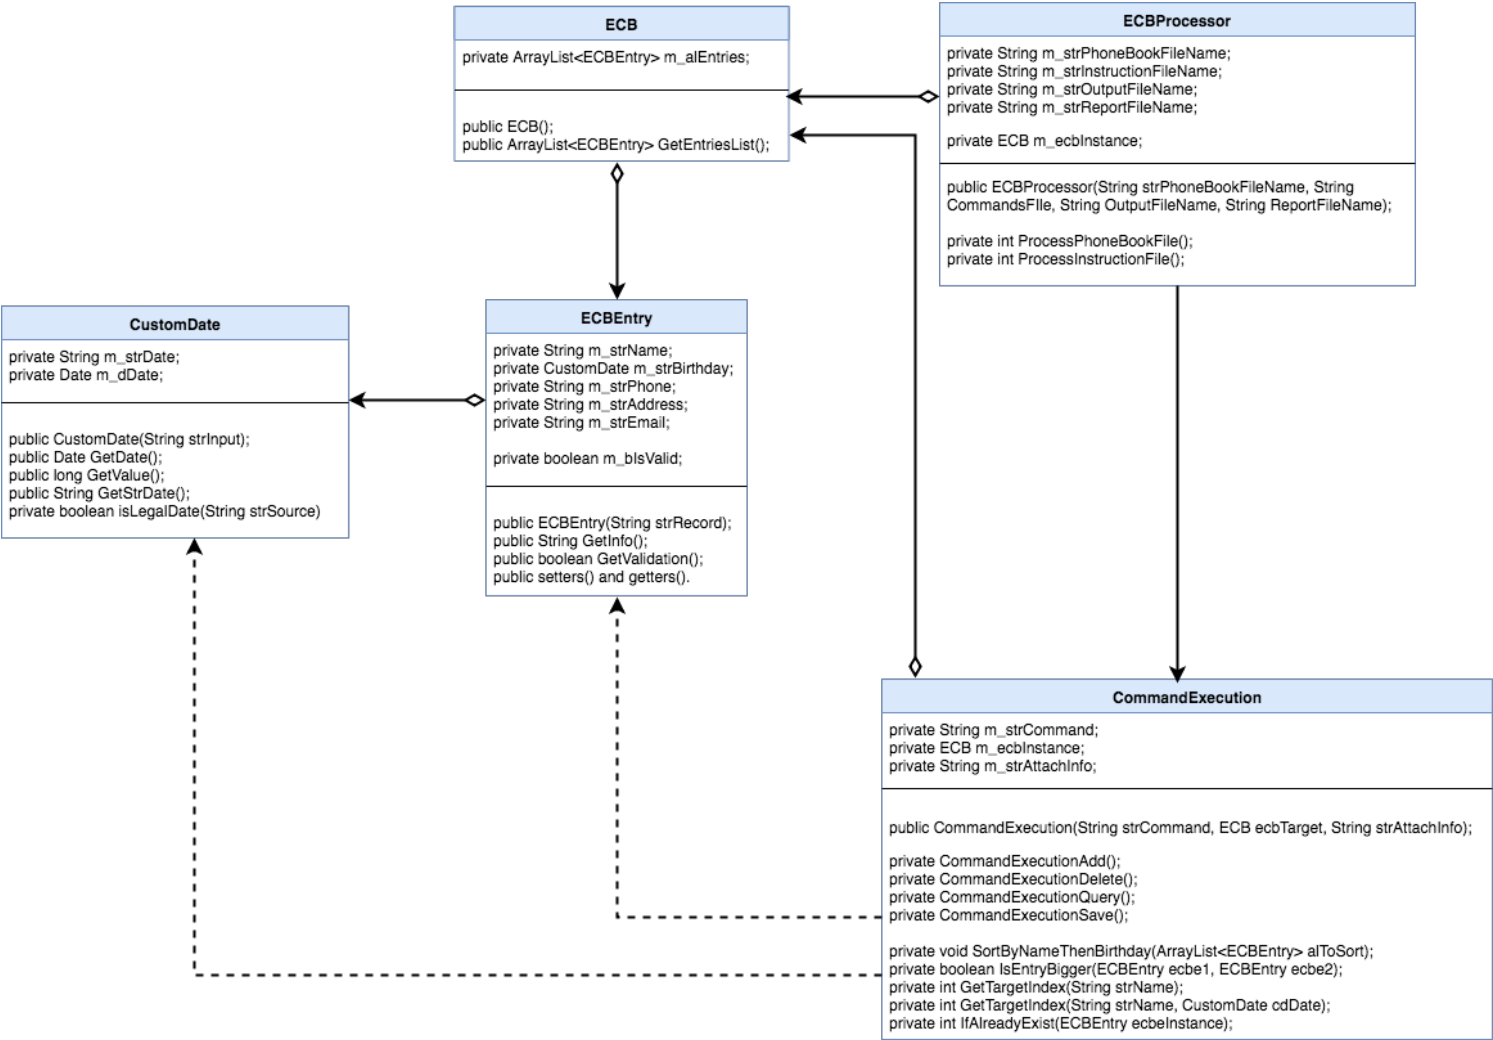 ECB
private ArrayList<ECBEntry> m_alEntries;
public ECB();
public ArrayList<ECBEntry> GetEntriesList();
ECBProcessor
private String m_strPhoneBookFileName;
private String m_strInstructionFileName;
private String m_strOutputFileName;
private String m_strReportFileName;
private ECB m_ecbInstance;
public ECBProcessor(String strPhoneBookFileName, String
CommandsFIle, String OutputFileName, String ReportFileName);
private int ProcessPhoneBookFile();
private int ProcessInstructionFile();
CustomDate
private String m_strDate;
private Date m_dDate;
public CustomDate(String strInput);
public Date GetDate();
public long GetValue();
public String GetStrDate();
private boolean isLegalDate(String strSource)
ECBEntry
private String m_strName;
private CustomDate m_strBirthday;
private String m_strPhone;
private String m_strAddress;
private String m_strEmail;
private boolean m_bIsValid;
public ECBEntry(String strRecord);
public String GetInfo();
public boolean GetValidation();
public setters() and getters().
CommandExecution
private String m_strCommand;
private ECB m_ecbInstance;
private String m_strAttachInfo;
public CommandExecution(String strCommand, ECB ecbTarget, String strAttachInfo);
private CommandExecutionAdd();
private CommandExecutionDelete();
private CommandExecutionQuery();
private CommandExecutionSave();
private void SortByNameThenBirthday(ArrayList<ECBEntry> alToSort);
private boolean IsEntryBigger(ECBEntry ecbe1, ECBEntry ecbe2);
private int GetTargetIndex(String strName);
private int GetTargetIndex(String strName, CustomDate cdDate);
private int IfAlreadyExist(ECBEntry ecbeInstance);